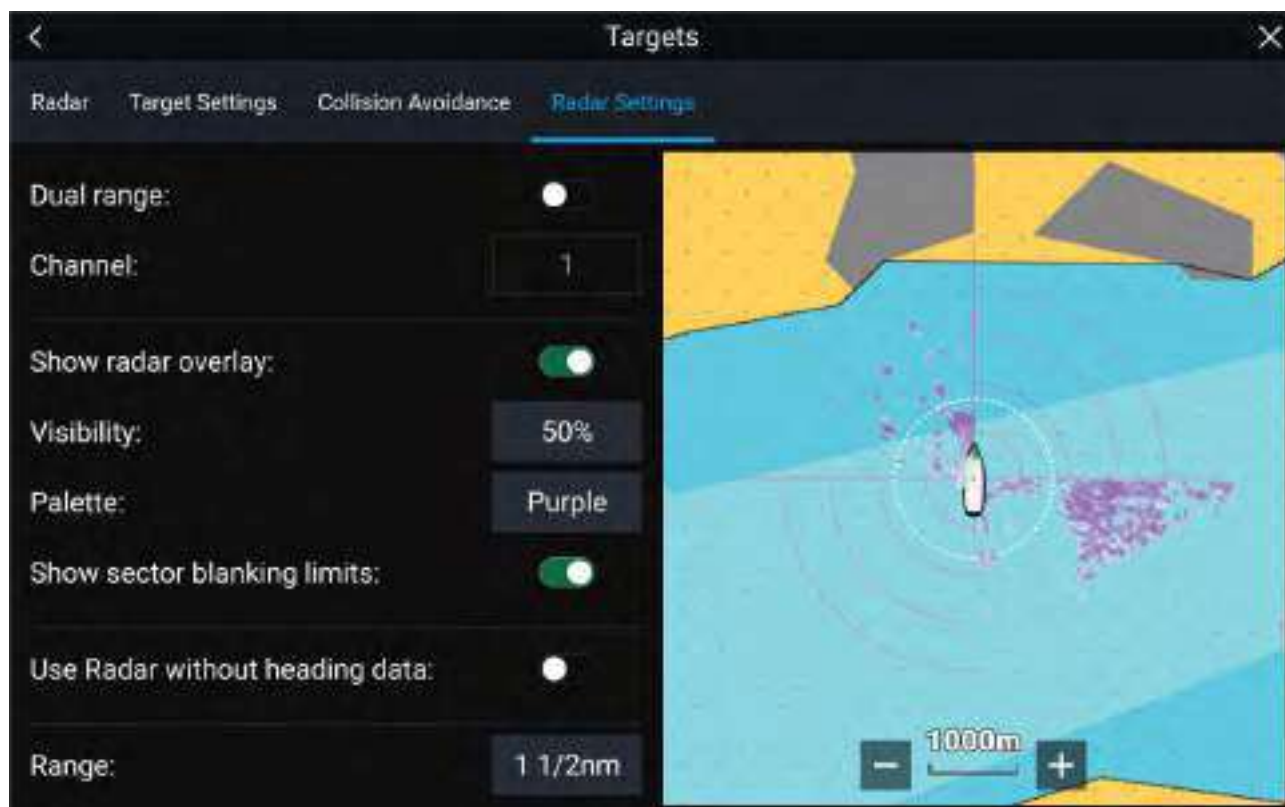 Targets
Radar Target Settings Collision Avoidance Radar Settings
Dual range:
Channel: 1
Show radar overlay:
Visibility: 50%
Palette: Purple
Show sector blanking limits:
Use Radar without heading data:
Range: 1 1/2nm
1000m